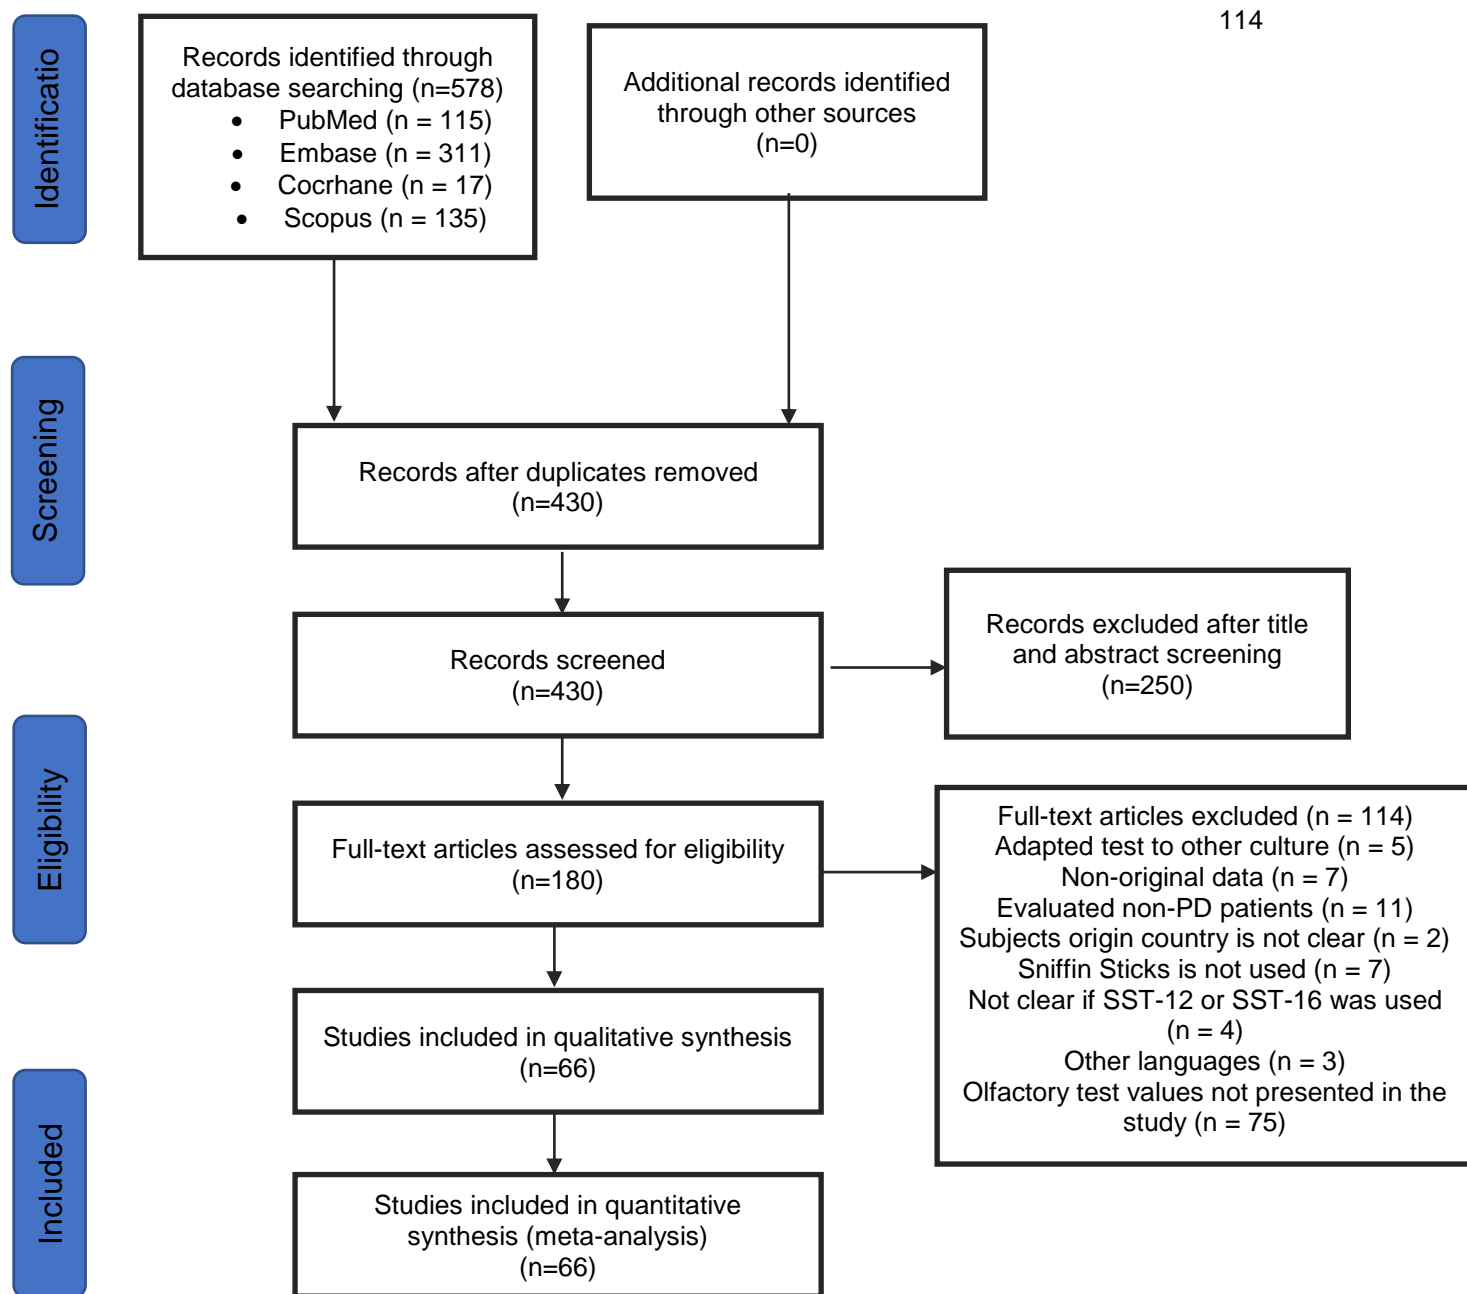 114
Identificatio
Records identified through
database searching (n=578)
• PubMed (n = 115)
• Embase (n = 311)
• Cocrhane (n = 17)
• Scopus (n = 135)
Additional records identified
through other sources
(n=0)
Screening
Records after duplicates removed
(n=430)
Records screened
(n=430)
Records excluded after title
and abstract screening
(n=250)
Eligibility
Full-text articles assessed for eligibility
(n=180)
Full-text articles excluded (n = 114)
Adapted test to other culture (n = 5)
Non-original data (n = 7)
Evaluated non-PD patients (n = 11)
Subjects origin country is not clear (n = 2)
Sniffin Sticks is not used (n = 7)
Not clear if SST-12 or SST-16 was used
(n = 4)
Other languages (n = 3)
Olfactory test values not presented in the
study (n = 75)
Studies included in qualitative synthesis
(n=66)
Included
Studies included in quantitative
synthesis (meta-analysis)
(n=66)